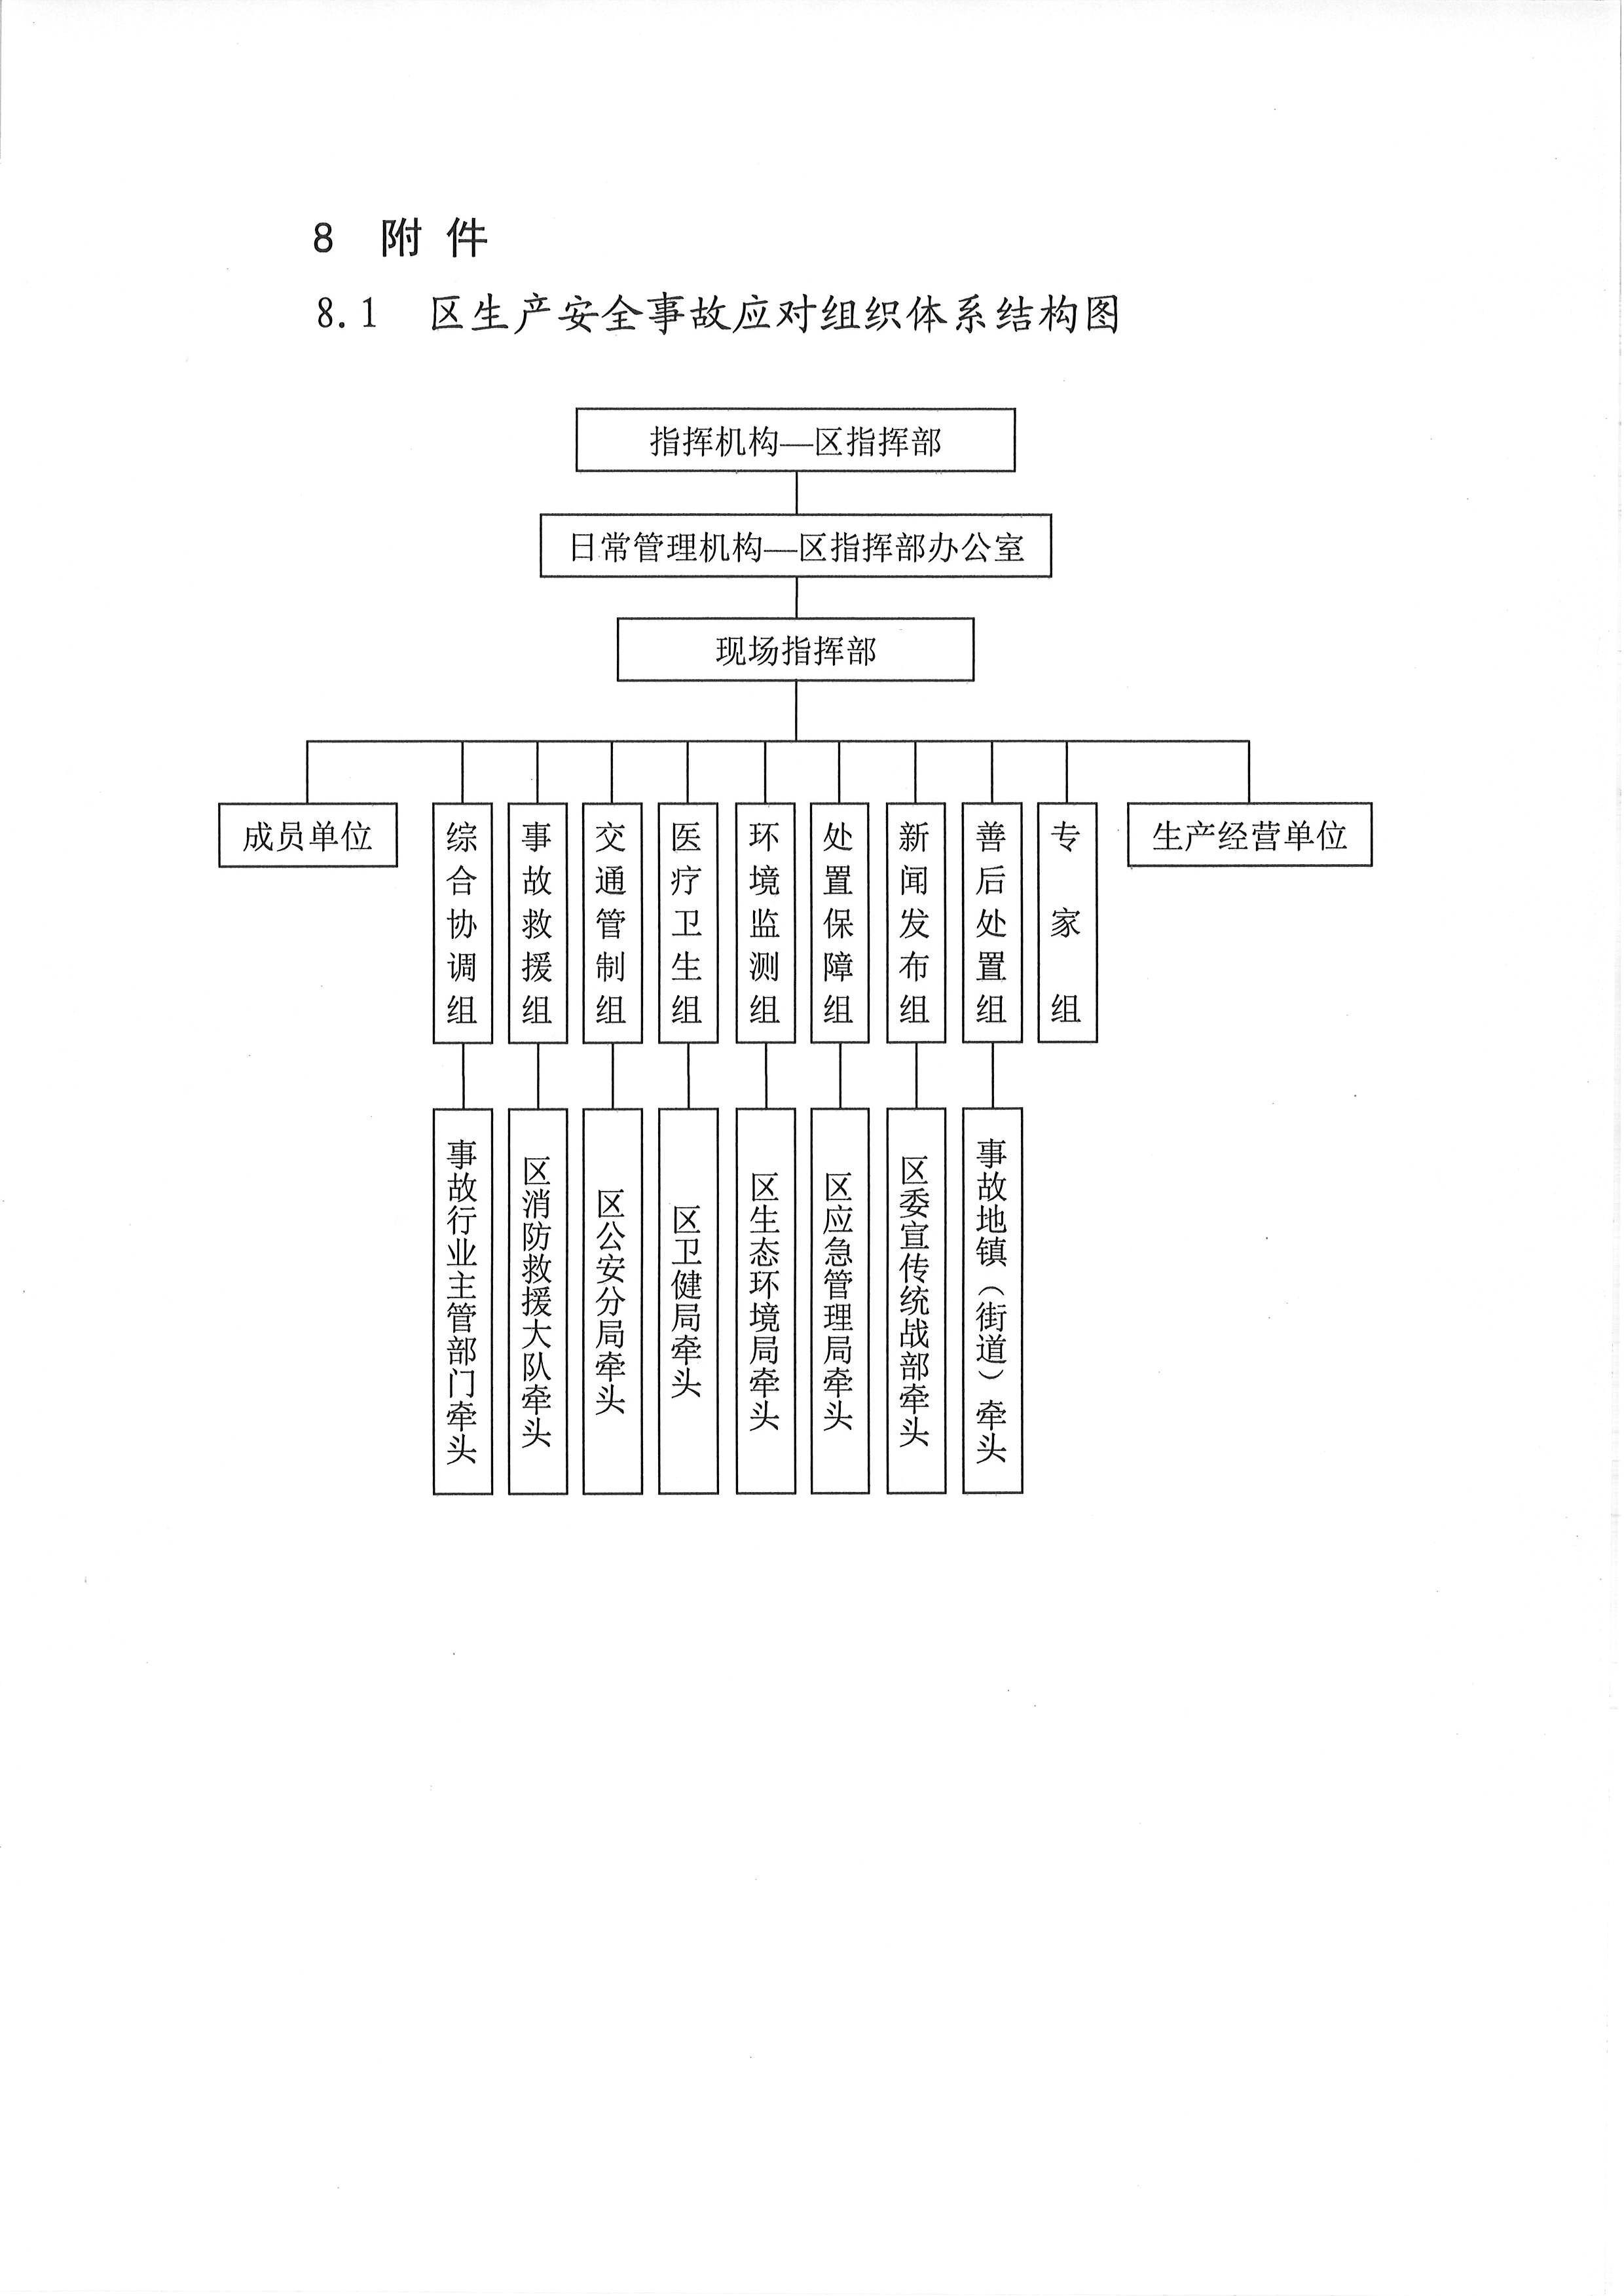 8 附 件
8.1 区生产安全事故应对组织体系结构图
指挥机构—区指挥部
日常管理机构—区指挥部办公室
现场指挥部
成员单位
综合协调组
事故救援组
交通管制组
医疗卫生组
环境监测组
处置保障组
新闻发布组
善后处置组
专家组
生产经营单位
事故行业主管部门牵头
区消防救援大队牵头
区公安分局牵头
区卫健局牵头
区生态环境局牵头
区应急管理局牵头
区委宣传统战部牵头
事故地镇（街道）牵头